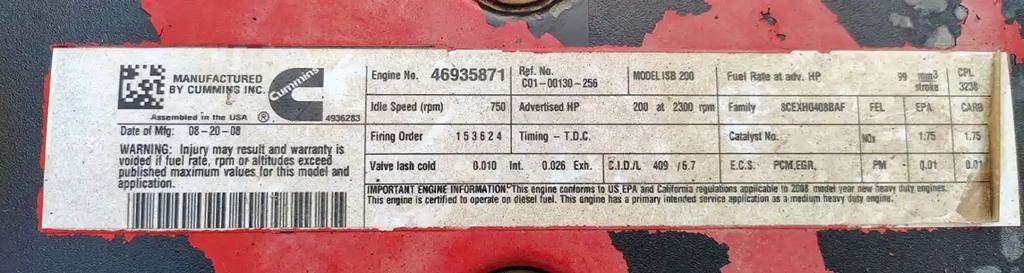 MANUFACTURED
BY CUMMINS INC.
Cummins
Assembled in the USA ®. 4936283
Date of Mfg: 08-20-08
WARNING: Injury may result and warranty is
voided if fuel rate, rpm or altitudes exceed
published maximum values for this model and
application.
Engine No. 46935871 Ref. No.
C01-00130-256 MODEL ISB 200 Fuel Rate at adv. HP 99 mm3
stroke CPL
3238
Idle Speed (rpm) 750 Advertised HP 200 at 2300 rpm Family 8CEXH0408BAF FEL EPA CARB
Firing Order 1 5 3 6 2 4 Timing - T.D.C. Catalyst No. NOx 1.75 1.75
Valve lash cold 0.010 Int. 0.026 Exh. C.I.D./L 409 /6.7 E.C.S. PCM,EGR, PM - 0.01 0.01
IMPORTANT ENGINE INFORMATION" This engine conforms to US EPA and California regulations applicable to 2008 model year new heavy duty engines.
This engine is certified to operate on diesel fuel. This engine has a primary intended service application as a medium heavy duty engine.